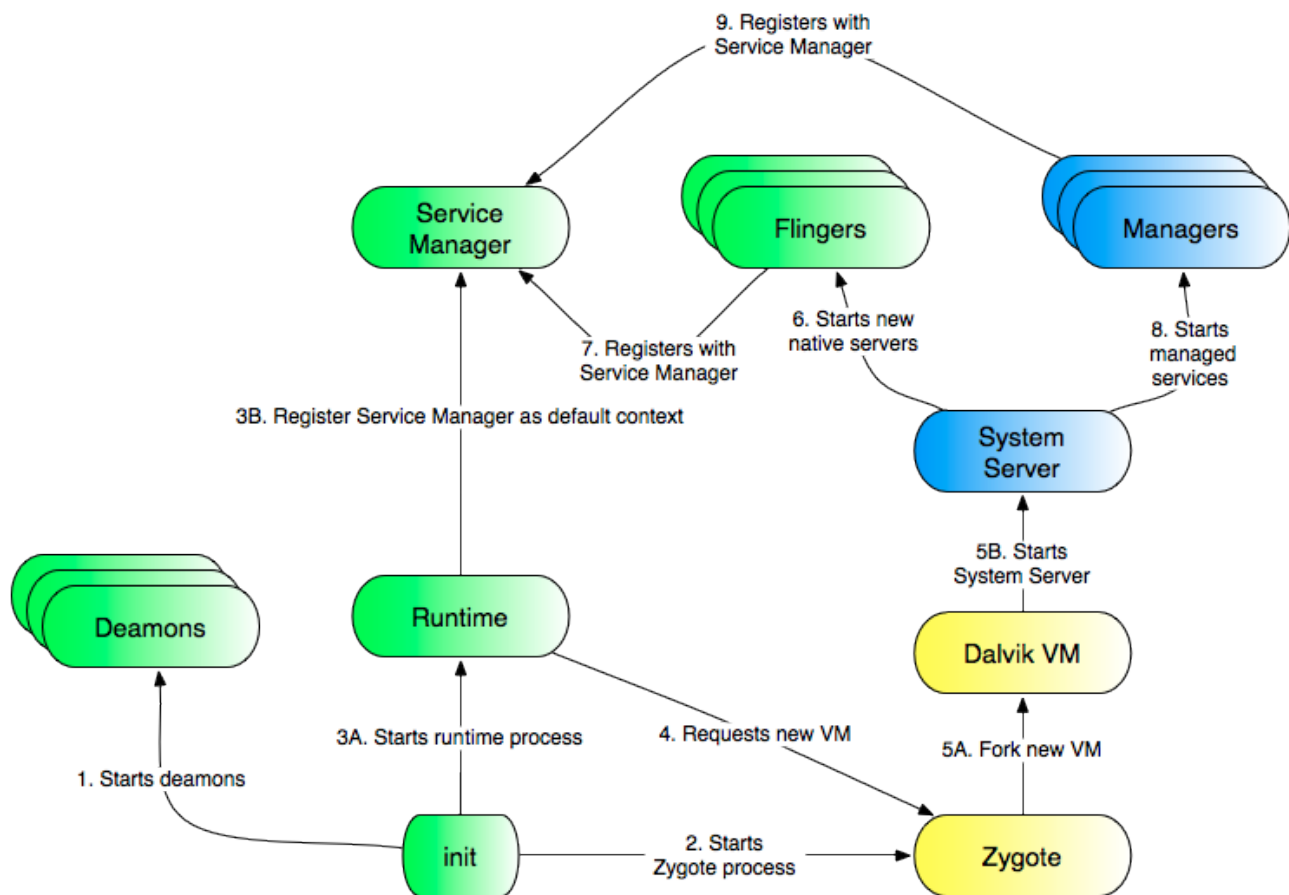 9. Registers with
Service Manager
Service
Manager
Flingers
Managers
6. Starts new
native servers
8. Starts
managed
services
7. Registers with
Service Manager
3B. Register Service Manager as default context
System
Server
5B. Starts
System Server
Deamons
Runtime
Dalvik VM
3A. Starts runtime process
4. Requests new VM
5A. Fork new VM
1. Starts deamons
init
2. Starts
Zygote process
Zygote